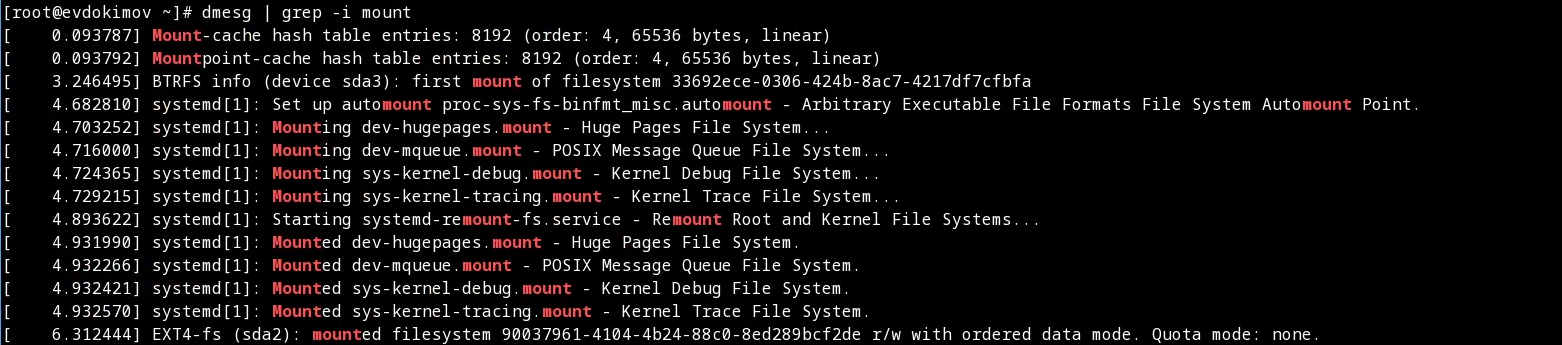 [root@evdokimov ~]# dmesg | grep -i mount
[    0.093787] Mount-cache hash table entries: 8192 (order: 4, 65536 bytes, linear)
[    0.093792] Mountpoint-cache hash table entries: 8192 (order: 4, 65536 bytes, linear)
[    3.246495] BTRFS info (device sda3): first mount of filesystem 33692ece-0306-424b-8ac7-4217df7cfbfa
[    4.682810] systemd[1]: Set up automount proc-sys-fs-binfmt_misc.automount - Arbitrary Executable File Formats File System Automount Point.
[    4.703252] systemd[1]: Mounting dev-hugepages.mount - Huge Pages File System...
[    4.716000] systemd[1]: Mounting dev-mqueue.mount - POSIX Message Queue File System...
[    4.724365] systemd[1]: Mounting sys-kernel-debug.mount - Kernel Debug File System...
[    4.729215] systemd[1]: Mounting sys-kernel-tracing.mount - Kernel Trace File System...
[    4.893622] systemd[1]: Starting systemd-remount-fs.service - Remount Root and Kernel File Systems...
[    4.931990] systemd[1]: Mounted dev-hugepages.mount - Huge Pages File System.
[    4.932266] systemd[1]: Mounted dev-mqueue.mount - POSIX Message Queue File System.
[    4.932421] systemd[1]: Mounted sys-kernel-debug.mount - Kernel Debug File System.
[    4.932570] systemd[1]: Mounted sys-kernel-tracing.mount - Kernel Trace File System.
[    6.312444] EXT4-fs (sda2): mounted filesystem 90037961-4104-4b24-88c0-8ed289bcf2de r/w with ordered data mode. Quota mode: none.